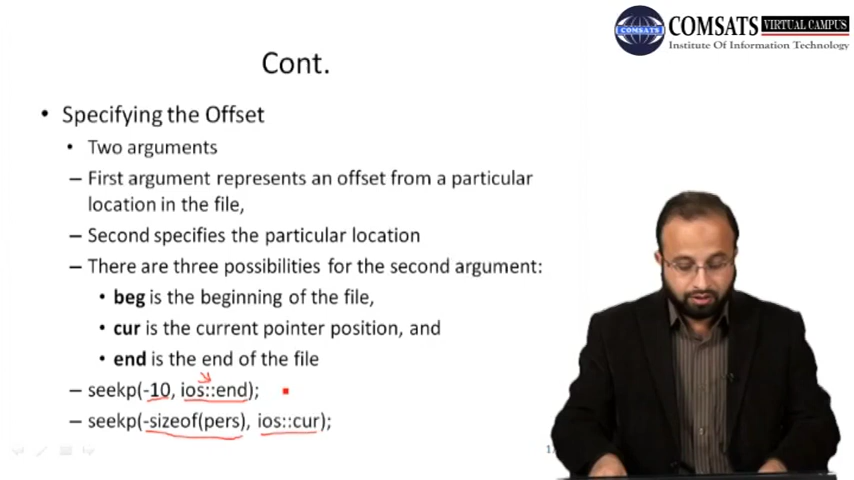 COMSATS VIRTUAL CAMPUS
COMSATS
Institute Of Information Technology
Cont.
• Specifying the Offset
• Two arguments
– First argument represents an offset from a particular
location in the file,
– Second specifies the particular location
– There are three possibilities for the second argument:
• beg is the beginning of the file,
• cur is the current pointer position, and
• end is the end of the file
– seekp(-10, ios::end);
– seekp(-sizeof(pers), ios::cur);